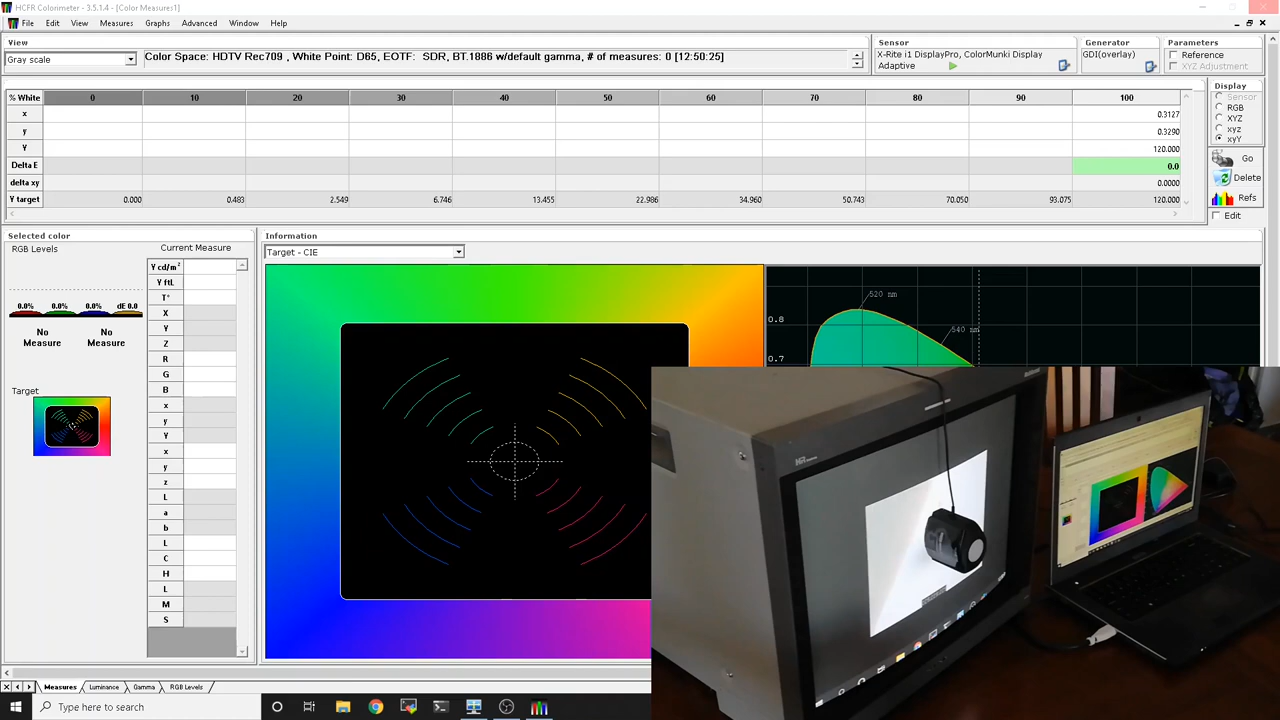 HCFR Colorimeter - 3.5.1.4 - [Color Measures1]
File Edit View Measures Graphs Advanced Window Help
View
Gray scale
Color Space: HDTV Rec709 , White Point: D65, EOTF: SDR, BT.1886 w/default gamma, # of measures: 0 [12:50:25]
Sensor
X-Rite i1 DisplayPro, ColorMunki Display
Adaptive
Generator
GDI(overlay)
Parameters
Reference
XYZ Adjustment
% White 0 10 20 30 40 50 60 70 80 90 100
x 0.3127
y 0.3290
Y 120.000
Delta E 0.0
delta xy 0.0000
Y target 0.000 0.483 2.549 6.746 13.455 22.986 34.960 50.743 70.050 93.075 120.000
Display
Sensor
RGB
XYZ
xyz
xyY
Go
Delete
Refs
Edit
Selected color
RGB Levels
0.0% 0.0% 0.0% dE 0.0
No Measure
No Measure
Target
Current Measure
Y cd/m²
Y ftL
T°
X
Y
Z
R
G
B
x
y
Y
x
y
z
L
a
b
L
C
H
L
M
S
Information
Target - CIE
520 nm
540 nm
0.8
0.7
Measures Luminance Gamma RGB Levels
Type here to search
HR